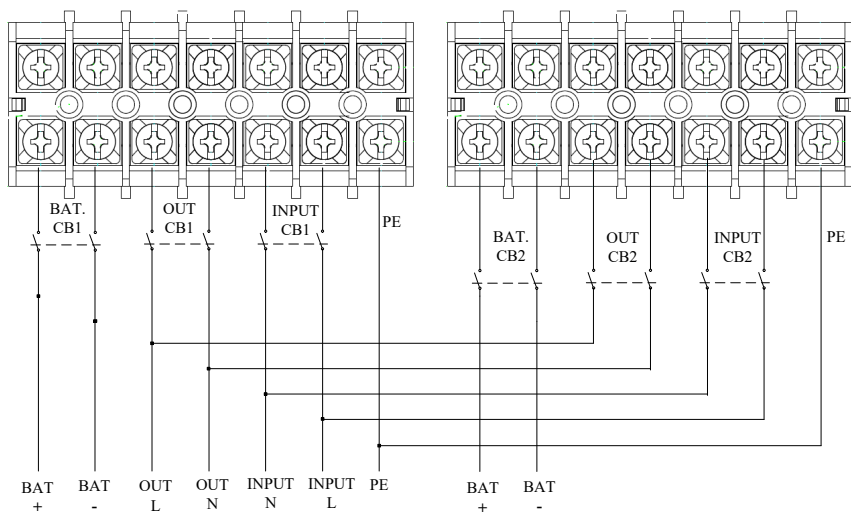 BAT.
CB1
OUT
CB1
INPUT
CB1
PE
BAT.
CB2
OUT
CB2
INPUT
CB2
PE
BAT
+
BAT
-
OUT
L
OUT
N
INPUT
N
INPUT
L
PE
BAT
+
BAT
-